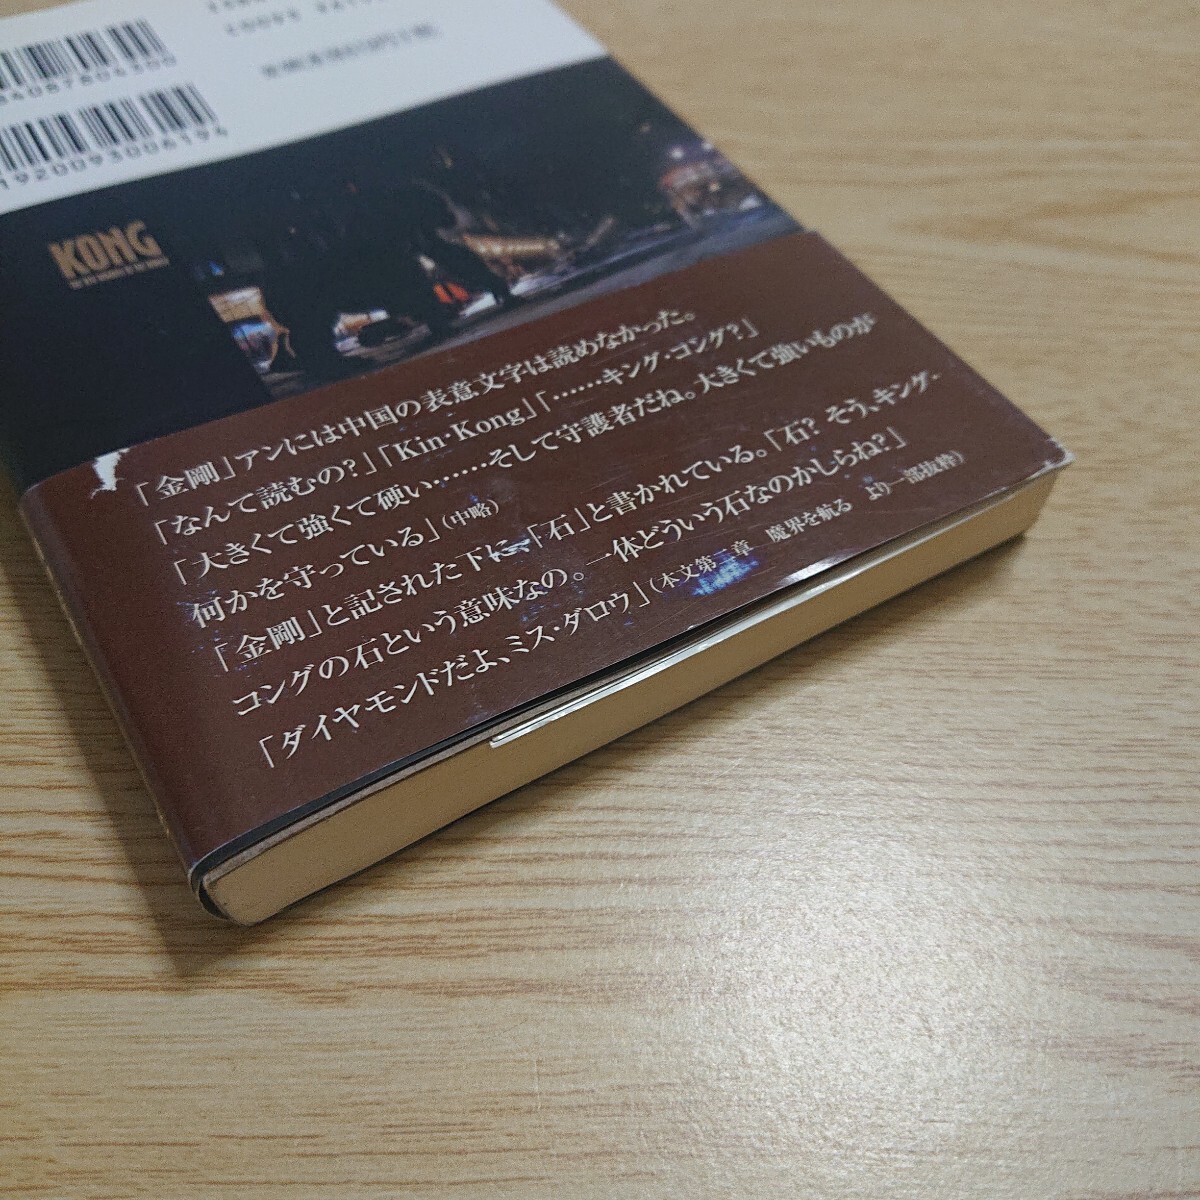 84087804300
1920093006194
KONG
「金剛」アンには中国の表意文字は読めなかった。
「なんて読むの?」「Kin・Kong」「……キング・コング?」
「大きくて強くて硬い……そして守護者だね。大きくて強いものが
何かを守っている」(中略)
「金剛」と記された下に、「石」と書かれている。「石? そう、キング・
コングの石という意味なの。一体どういう石なのかしらね?」
「ダイヤモンドだよ、ミス・ダロウ」(本文第二章 魔界を航る より一部抜粋)